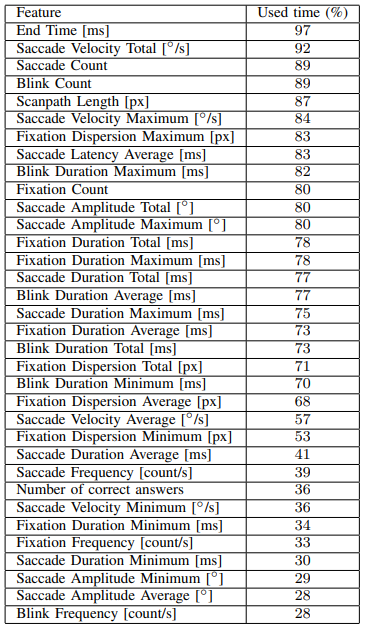 Feature Used time (%)
End Time [ms] 97
Saccade Velocity Total [°/s] 92
Saccade Count 89
Blink Count 89
Scanpath Length [px] 87
Saccade Velocity Maximum [°/s] 84
Fixation Dispersion Maximum [px] 83
Saccade Latency Average [ms] 83
Blink Duration Maximum [ms] 82
Fixation Count 80
Saccade Amplitude Total [°] 80
Saccade Amplitude Maximum [°] 80
Fixation Duration Total [ms] 78
Fixation Duration Maximum [ms] 78
Saccade Duration Total [ms] 77
Blink Duration Average [ms] 77
Saccade Duration Maximum [ms] 75
Fixation Duration Average [ms] 73
Blink Duration Total [ms] 73
Fixation Dispersion Total [px] 71
Blink Duration Minimum [ms] 70
Fixation Dispersion Average [px] 68
Saccade Velocity Average [°/s] 57
Fixation Dispersion Minimum [px] 53
Saccade Duration Average [ms] 41
Saccade Frequency [count/s] 39
Number of correct answers 36
Saccade Velocity Minimum [°/s] 36
Fixation Duration Minimum [ms] 34
Fixation Frequency [count/s] 33
Saccade Duration Minimum [ms] 30
Saccade Amplitude Minimum [°] 29
Saccade Amplitude Average [°] 28
Blink Frequency [count/s] 28